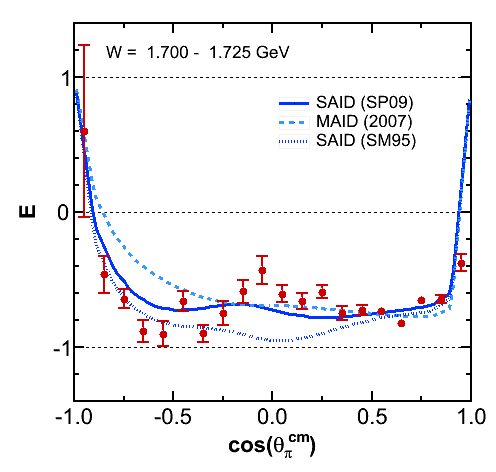 W = 1.700 - 1.725 GeV
SAID (SP09)
MAID (2007)
SAID (SM95)
1
0
-1
E
-1.0
-0.5
0.0
0.5
1.0
cos(θπcm)